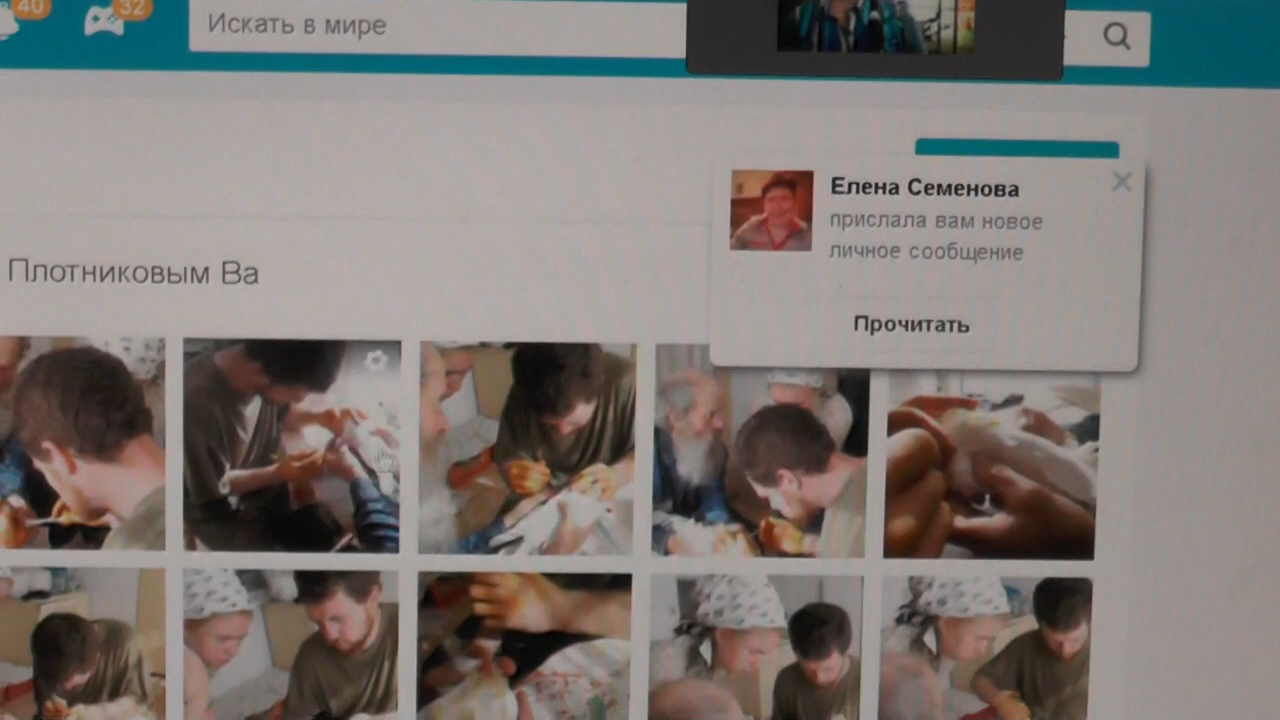 40
32
Искать в мире
Елена Семенова
прислала вам новое
личное сообщение
Прочитать
Плотниковым Ва